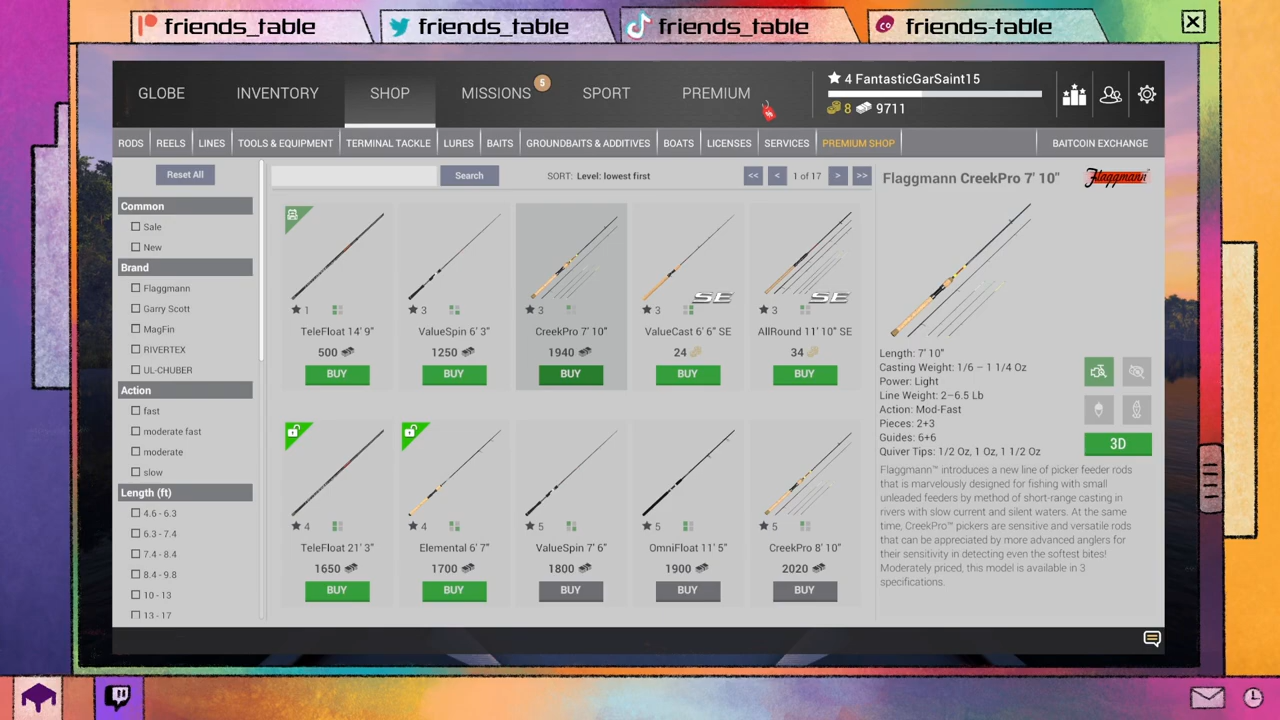 friends_table
friends_table
friends_table
friends-table
GLOBE
INVENTORY
SHOP
MISSIONS
5
SPORT
PREMIUM
%
4 FantasticGarSaint15
8 9711
RODS
REELS
LINES
TOOLS & EQUIPMENT
TERMINAL TACKLE
LURES
BAITS
GROUNDBAITS & ADDITIVES
BOATS
LICENSES
SERVICES
PREMIUM SHOP
BAITCOIN EXCHANGE
Reset All
Common
Sale
New
Brand
Flaggmann
Garry Scott
MagFin
RIVERTEX
UL-CHUBER
Action
fast
moderate fast
moderate
slow
Length (ft)
4.6 - 6.3
6.3 - 7.4
7.4 - 8.4
8.4 - 9.8
10 - 13
13 - 17
Search
SORT: Level: lowest first
<< < 1 of 17 > >>
1
TeleFloat 14' 9"
500
BUY
3
ValueSpin 6' 3"
1250
BUY
3
CreekPro 7' 10"
1940
BUY
SE
3
ValueCast 6' 6" SE
24
BUY
SE
3
AllRound 11' 10" SE
34
BUY
4
TeleFloat 21' 3"
1650
BUY
4
Elemental 6' 7"
1700
BUY
5
ValueSpin 7' 6"
1800
BUY
5
OmniFloat 11' 5"
1900
BUY
5
CreekPro 8' 10"
2020
BUY
Flaggmann CreekPro 7' 10"
Flaggmann
Length: 7' 10"
Casting Weight: 1/6 – 1 1/4 Oz
Power: Light
Line Weight: 2–6.5 Lb
Action: Mod-Fast
Pieces: 2+3
Guides: 6+6
Quiver Tips: 1/2 Oz, 1 Oz, 1 1/2 Oz
3D
Flaggmann™ introduces a new line of picker feeder rods
that is marvelously designed for fishing with small
unleaded feeders by method of short-range casting in
rivers with slow current and silent waters. At the same
time, CreekPro™ pickers are sensitive and versatile rods
that can be appreciated by more advanced anglers for
their sensitivity in detecting even the softest bites!
Moderately priced, this model is available in 3
specifications.